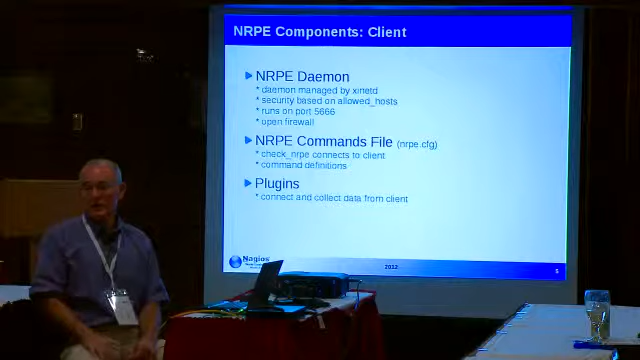 NRPE Components: Client
NRPE Daemon
* daemon managed by xinetd
* security based on allowed_hosts
* runs on port 5666
* open firewall
NRPE Commands File (nrpe.cfg)
* check_nrpe connects to client
* command definitions
Plugins
* connect and collect data from client
Nagios
2012
5